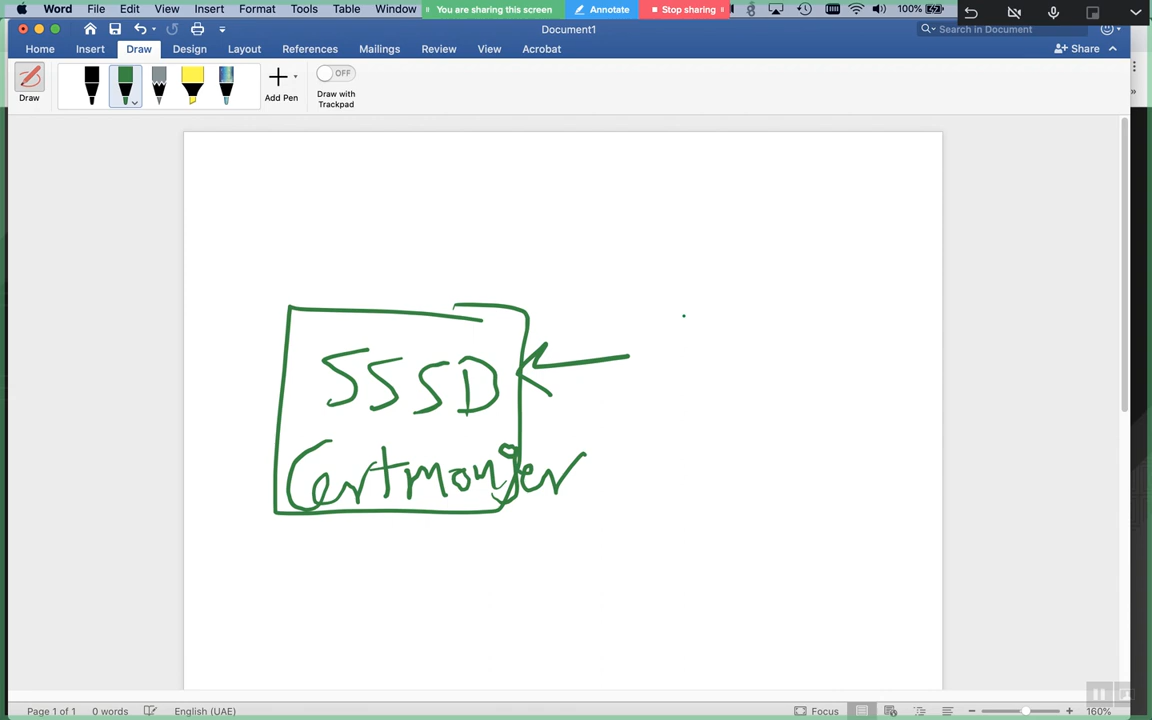 Word File Edit View Insert Format Tools Table Window You are sharing this screen Annotate Stop sharing 100%
Document1 Search in Document
Home Insert Draw Design Layout References Mailings Review View Acrobat Share
OFF
Draw Add Pen Draw with
Trackpad
SSSD
Certmonger
Page 1 of 1 0 words English (UAE) Focus 160%